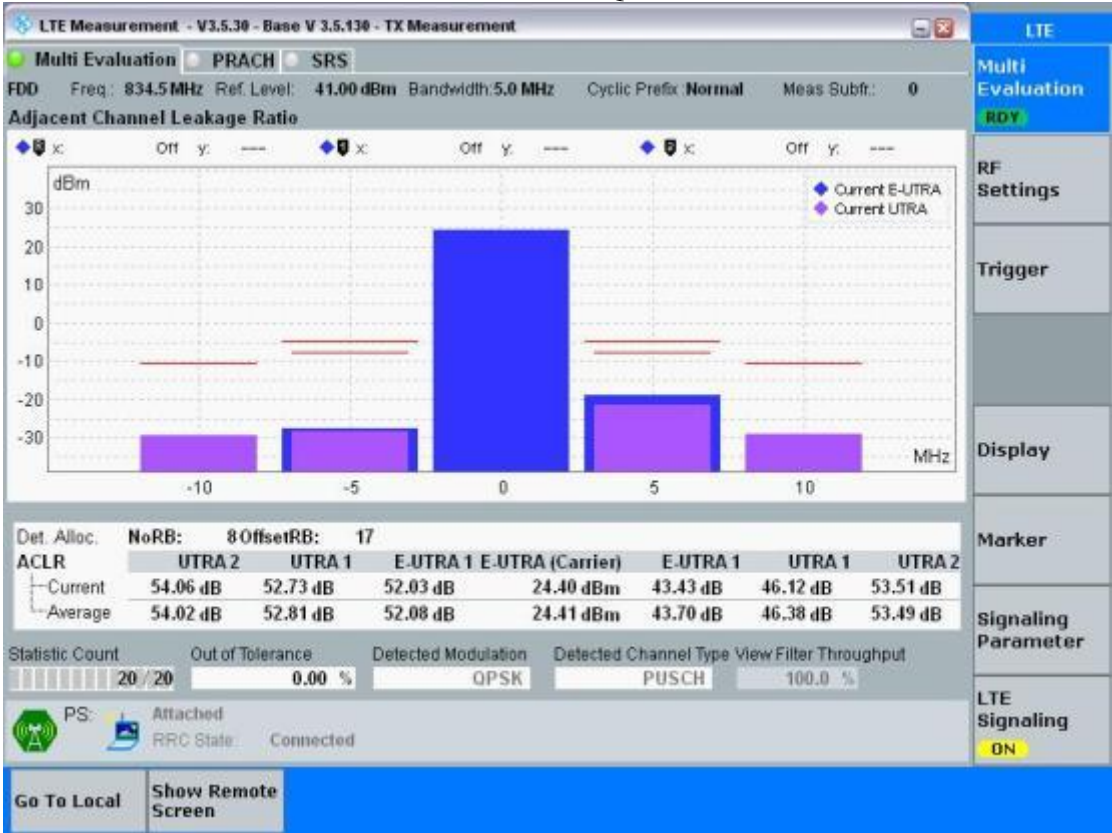 LTE Measurement - V3.5.30 - Base V 3.5.130 - TX Measurement
LTE
Multi Evaluation PRACH SRS
Multi
Evaluation
RDY
FDD Freq.: 834.5 MHz Ref. Level: 41.00 dBm Bandwidth: 5.0 MHz Cyclic Prefix: Normal Meas Subfr.: 0
Adjacent Channel Leakage Ratio
x: Off y: --- x: Off y: --- x: Off y: ---
dBm
Current E-UTRA
Current UTRA
30
20
10
0
-10
-20
-30
MHz
-10 -5 0 5 10
RF
Settings
Trigger
Display
Marker
Signaling
Parameter
LTE
Signaling
ON
Det. Alloc. NoRB: 8 OffsetRB: 17
ACLR UTRA 2 UTRA 1 E-UTRA 1 E-UTRA (Carrier) E-UTRA 1 UTRA 1 UTRA 2
Current 54.06 dB 52.73 dB 52.03 dB 24.40 dBm 43.43 dB 46.12 dB 53.51 dB
Average 54.02 dB 52.81 dB 52.08 dB 24.41 dBm 43.70 dB 46.38 dB 53.49 dB
Statistic Count Out of Tolerance Detected Modulation Detected Channel Type View Filter Throughput
20 / 20 0.00 % QPSK PUSCH 100.0 %
PS: Attached
RRC State: Connected
Go To Local
Show Remote
Screen